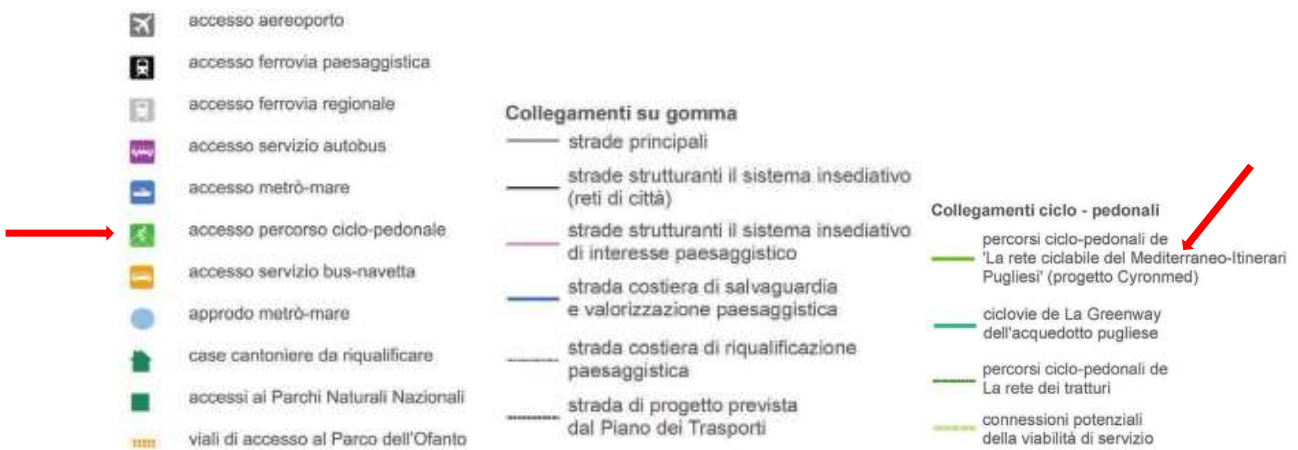 accesso aereoporto
accesso ferrovia paesaggistica
accesso ferrovia regionale
accesso servizio autobus
accesso metrò-mare
accesso percorso ciclo-pedonale
accesso servizio bus-navetta
approdo metrò-mare
case cantoniere da riqualificare
accessi ai Parchi Naturali Nazionali
viali di accesso al Parco dell'Ofanto
Collegamenti su gomma
strade principali
strade strutturanti il sistema insediativo
(reti di città)
strade strutturanti il sistema insediativo
di interesse paesaggistico
strada costiera di salvaguardia
e valorizzazione paesaggistica
strada costiera di riqualificazione
paesaggistica
strada di progetto prevista
dal Piano dei Trasporti
Collegamenti ciclo - pedonali
percorsi ciclo-pedonali de
'La rete ciclabile del Mediterraneo-Itinerari
Pugliesi' (progetto Cyronmed)
ciclovie de La Greenway
dell'acquedotto pugliese
percorsi ciclo-pedonali de
La rete dei tratturi
connessioni potenziali
della viabilità di servizio